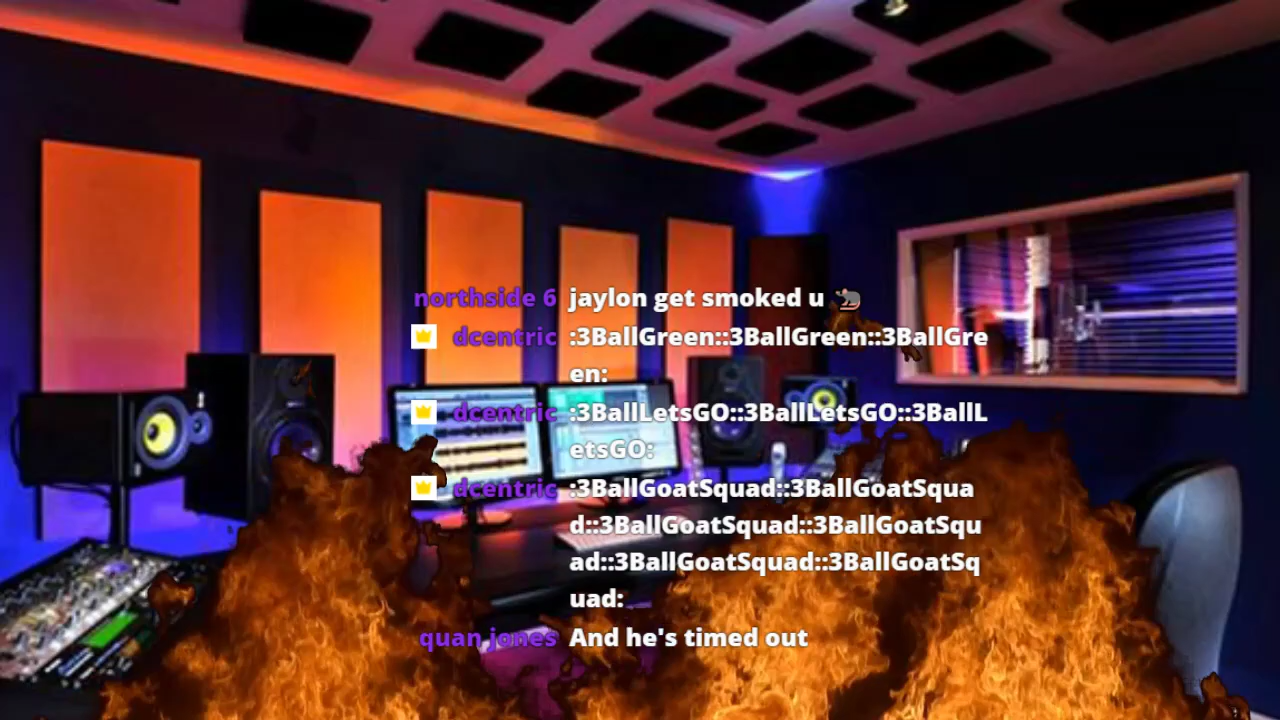 northside 6 jaylon get smoked u 🐀
dcentric :3BallGreen::3BallGreen::3BallGre
en:
dcentric :3BallLetsGO::3BallLetsGO::3BallL
etsGO:
dcentric :3BallGoatSquad::3BallGoatSqua
d::3BallGoatSquad::3BallGoatSqu
ad::3BallGoatSquad::3BallGoatSq
uad:
quan jones And he's timed out